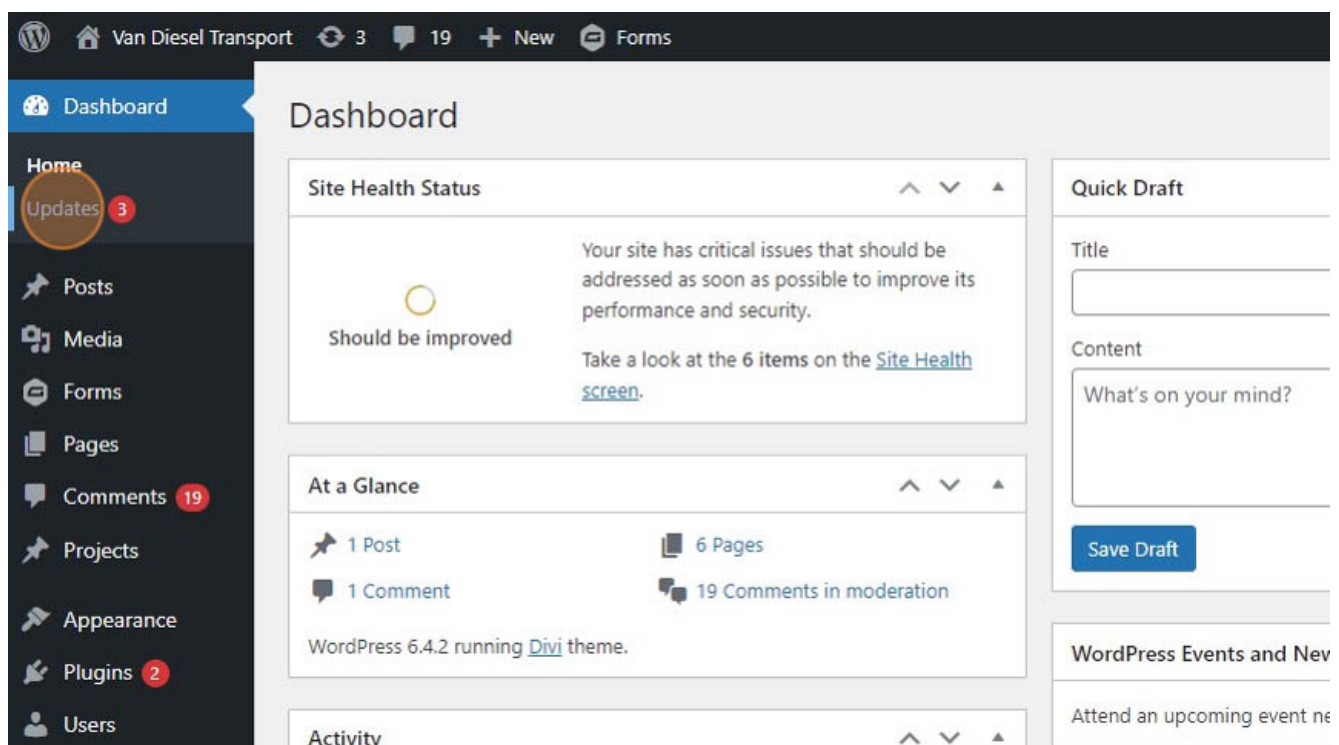 Van Diesel Transport 3 19 New Forms
Dashboard
Home
Updates 3
Posts
Media
Forms
Pages
Comments 19
Projects
Appearance
Plugins 2
Users
Dashboard
Site Health Status
Should be improved
Your site has critical issues that should be
addressed as soon as possible to improve its
performance and security.
Take a look at the 6 items on the Site Health
screen.
At a Glance
1 Post
6 Pages
1 Comment
19 Comments in moderation
WordPress 6.4.2 running Divi theme.
Activity
Quick Draft
Title
Content
What's on your mind?
Save Draft
WordPress Events and New
Attend an upcoming event ne